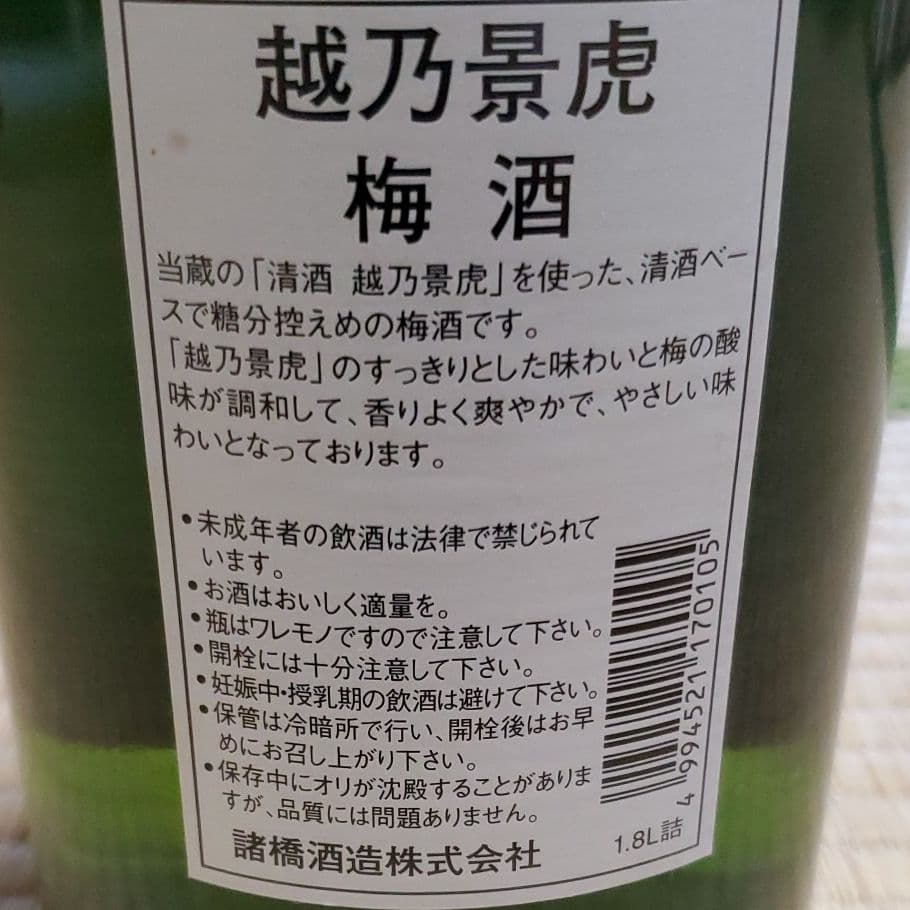 越乃景虎
梅酒
当蔵の「清酒 越乃景虎」を使った、清酒ベー
スで糖分控えめの梅酒です。
「越乃景虎」のすっきりとした味わいと梅の酸
味が調和して、香りよく爽やかで、やさしい味
わいとなっております。
•未成年者の飲酒は法律で禁じられて
います。
•お酒はおいしく適量を。
•瓶はワレモノですので注意して下さい。
•開栓には十分注意して下さい。
•妊娠中・授乳期の飲酒は避けて下さい。
•保管は冷暗所で行い、開栓後はお早
めにお召し上がり下さい。
•保存中にオリが沈殿することがありま
すが、品質には問題ありません。
4 994521 170105
諸橋酒造株式会社
1.8L詰